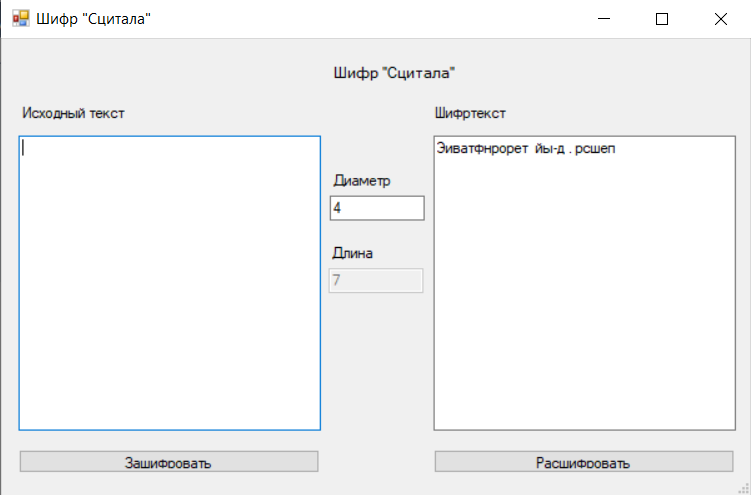 Шифр "Сцитала"
Шифр "Сцитала"
Исходный текст
Шифртекст
Эиватфнрорет йы-д . рсшеп
Диаметр
4
Длина
7
Зашифровать
Расшифровать